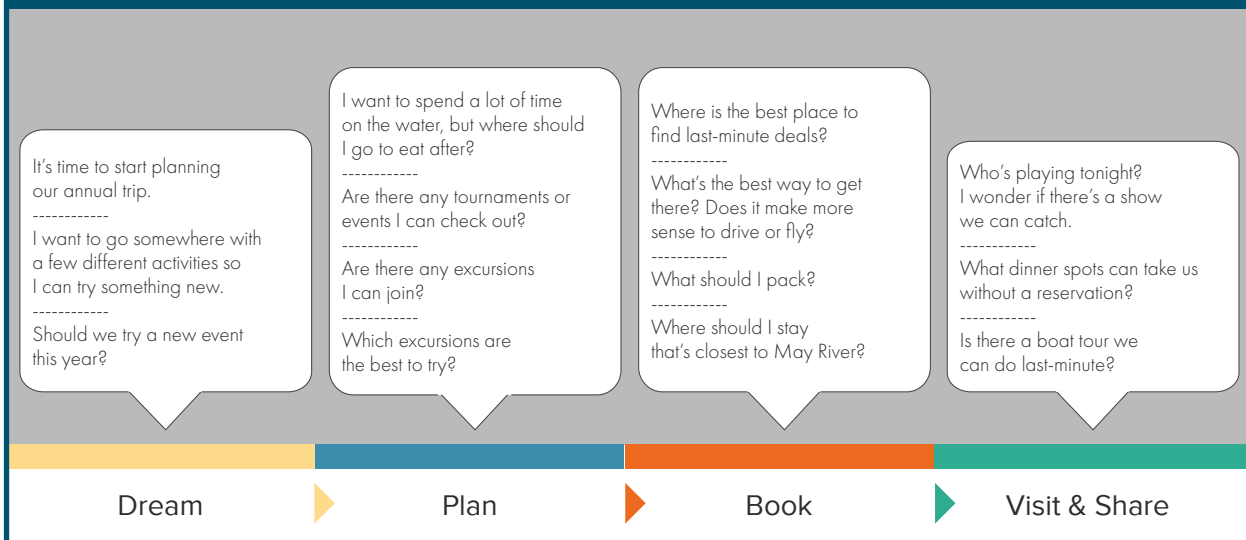 It's time to start planning
our annual trip.
------------
I want to go somewhere with
a few different activities so
I can try something new.
------------
Should we try a new event
this year?
I want to spend a lot of time
on the water, but where should
I go to eat after?
------------
Are there any tournaments or
events I can check out?
------------
Are there any excursions
I can join?
------------
Which excursions are
the best to try?
Where is the best place to
find last-minute deals?
------------
What's the best way to get
there? Does it make more
sense to drive or fly?
------------
What should I pack?
------------
Where should I stay
that's closest to May River?
Who's playing tonight?
I wonder if there's a show
we can catch.
------------
What dinner spots can take us
without a reservation?
------------
Is there a boat tour we
can do last-minute?
Dream
Plan
Book
Visit & Share